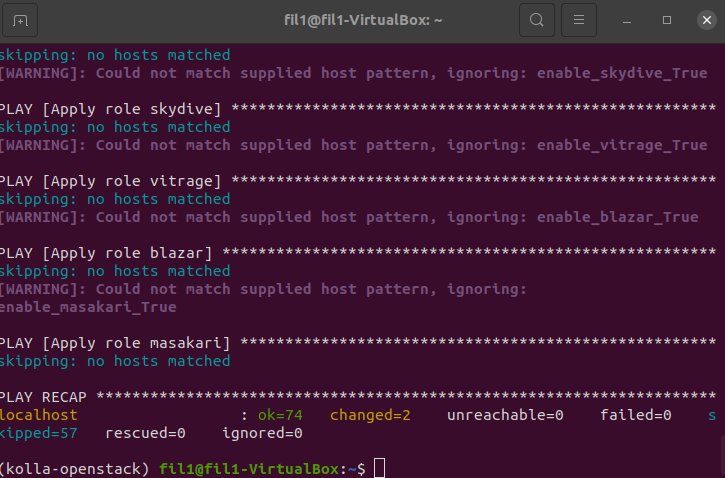 fil1@fil1-VirtualBox: ~
skipping: no hosts matched
[WARNING]: Could not match supplied host pattern, ignoring: enable_skydive_True
PLAY [Apply role skydive] ******************************************************
skipping: no hosts matched
[WARNING]: Could not match supplied host pattern, ignoring: enable_vitrage_True
PLAY [Apply role vitrage] ******************************************************
skipping: no hosts matched
[WARNING]: Could not match supplied host pattern, ignoring: enable_blazar_True
PLAY [Apply role blazar] *******************************************************
skipping: no hosts matched
[WARNING]: Could not match supplied host pattern, ignoring:
enable_masakari_True
PLAY [Apply role masakari] *****************************************************
skipping: no hosts matched
PLAY RECAP *********************************************************************
localhost                  : ok=74   changed=2    unreachable=0    failed=0    s
kipped=57   rescued=0    ignored=0
(kolla-openstack) fil1@fil1-VirtualBox:~$